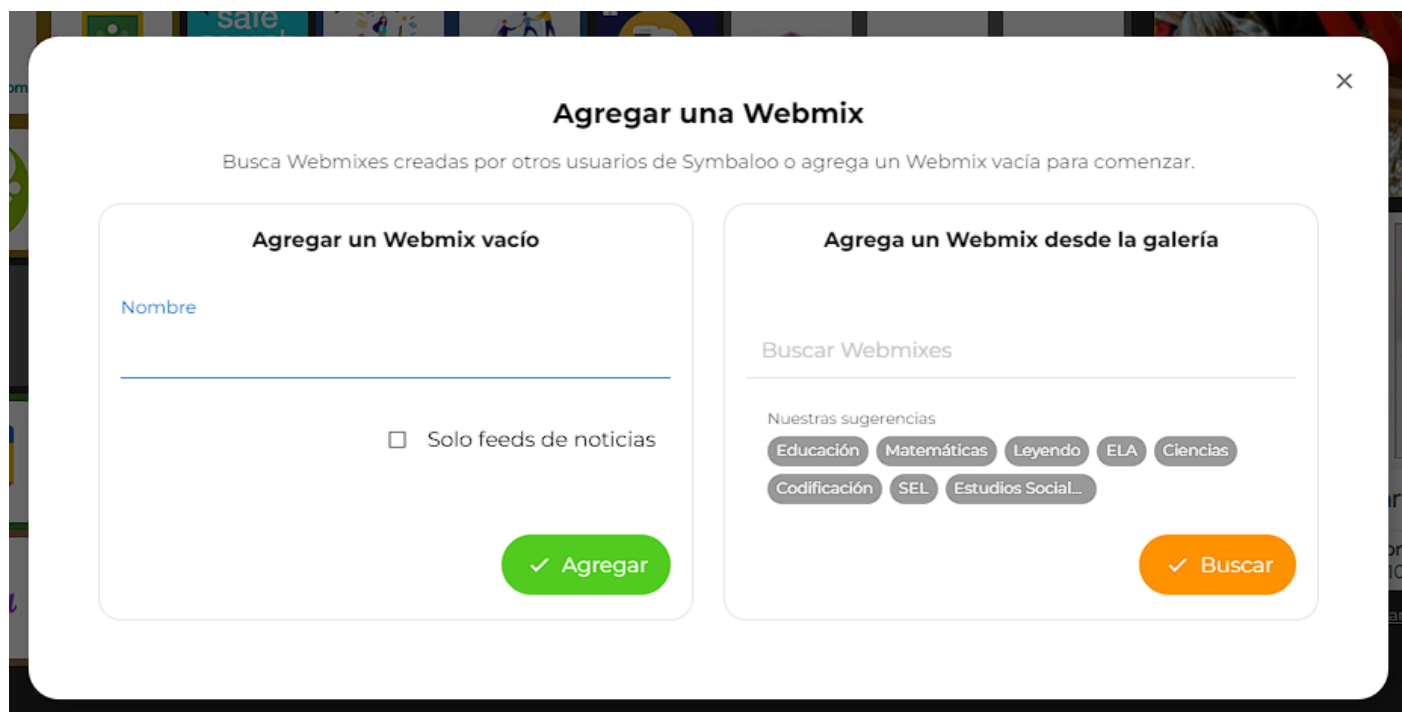 safe
Agregar una Webmix
Busca Webmixes creadas por otros usuarios de Symbaloo o agrega un Webmix vacía para comenzar.
Agregar un Webmix vacío
Nombre
Solo feeds de noticias
Agregar
Agrega un Webmix desde la galería
Buscar Webmixes
Nuestras sugerencias
Educación Matemáticas Leyendo ELA Ciencias
Codificación SEL Estudios Social...
Buscar